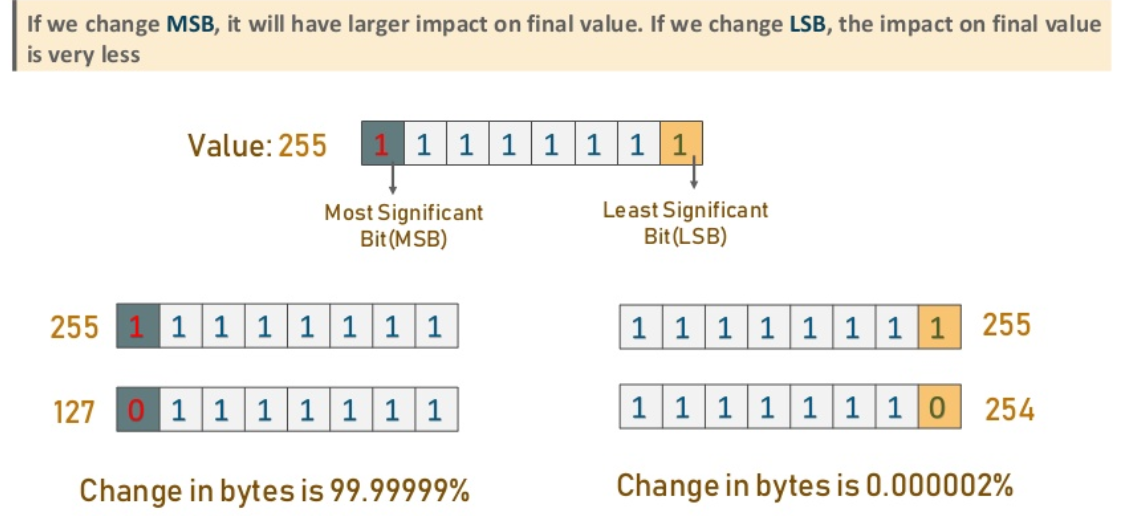 If we change MSB, it will have larger impact on final value. If we change LSB, the impact on final value
is very less
Value: 255 1 1 1 1 1 1 1 1
Most Significant
Bit(MSB)
Least Significant
Bit(LSB)
255 1 1 1 1 1 1 1 1
127 0 1 1 1 1 1 1 1
Change in bytes is 99.99999%
1 1 1 1 1 1 1 1 255
1 1 1 1 1 1 1 0 254
Change in bytes is 0.000002%